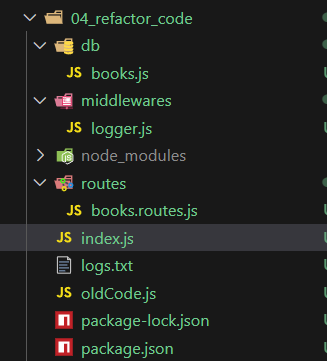 04_refactor_code
db
JS books.js
middlewares
JS logger.js
node_modules
routes
JS books.routes.js
JS index.js
logs.txt
JS oldCode.js
package-lock.json
package.json